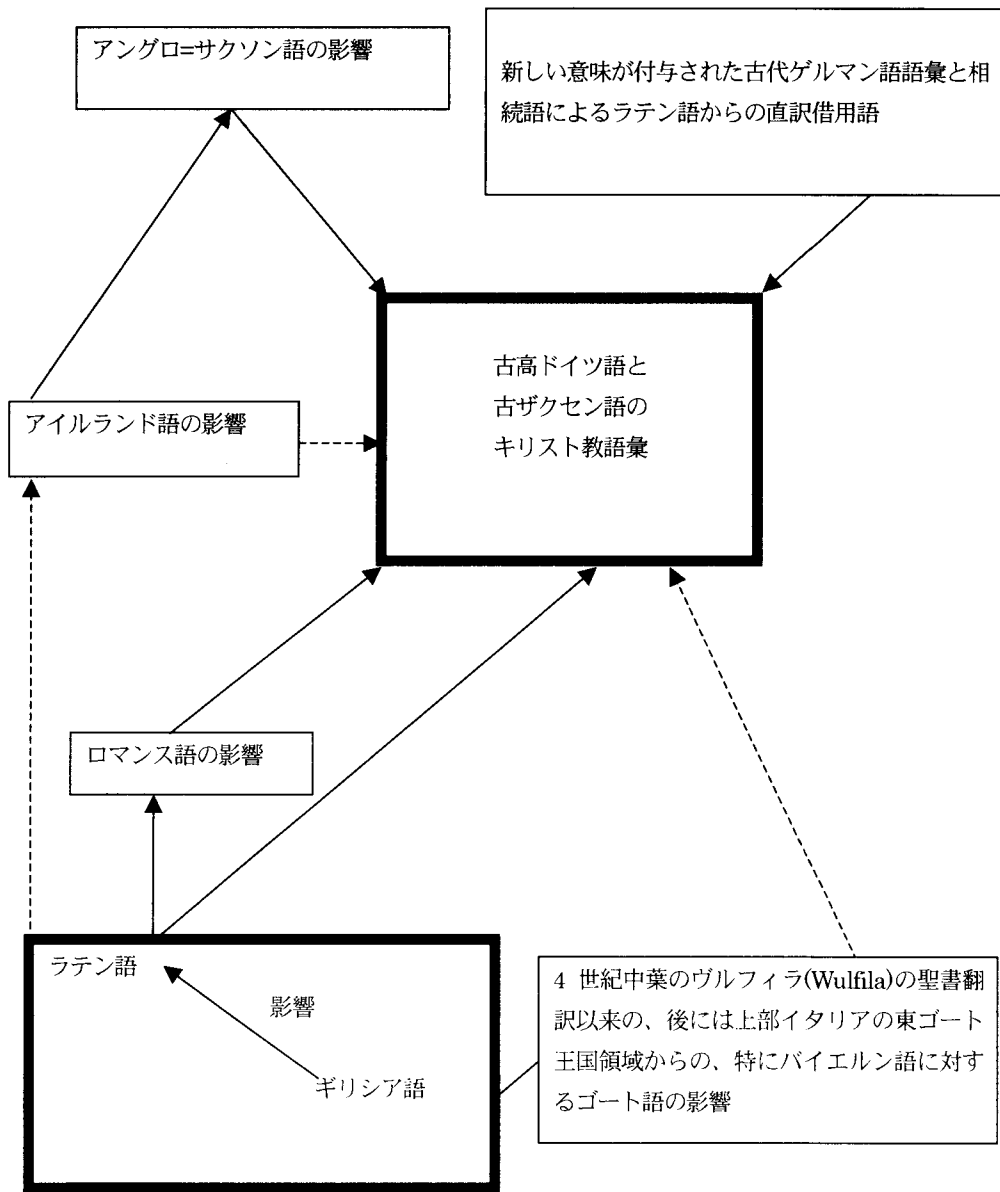 アングロ=サクソン語の影響
新しい意味が付与された古代ゲルマン語語彙と相
続語によるラテン語からの直訳借用語
古高ドイツ語と
古ザクセン語の
キリスト教語彙
アイルランド語の影響
ロマンス語の影響
ラテン語
影響
ギリシア語
4 世紀中葉のヴルフィラ(Wulfila)の聖書翻
訳以来の、後には上部イタリアの東ゴート
王国領域からの、特にバイエルン語に対す
るゴート語の影響